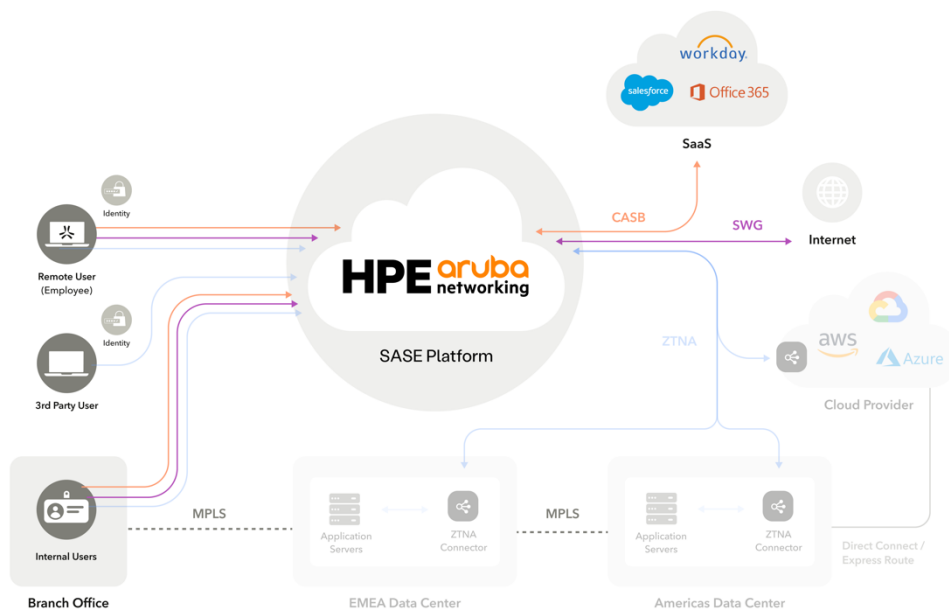 workday.
salesforce
Office 365
SaaS
Identity
CASB
SWG
Internet
Remote User
(Employee)
HPE aruba
networking
SASE Platform
Identity
ZTNA
aws
Azure
3rd Party User
Cloud Provider
MPLS
MPLS
Internal Users
Application
Servers
ZTNA
Connector
Application
Servers
ZTNA
Connector
Direct Connect /
Express Route
Branch Office
EMEA Data Center
Americas Data Center